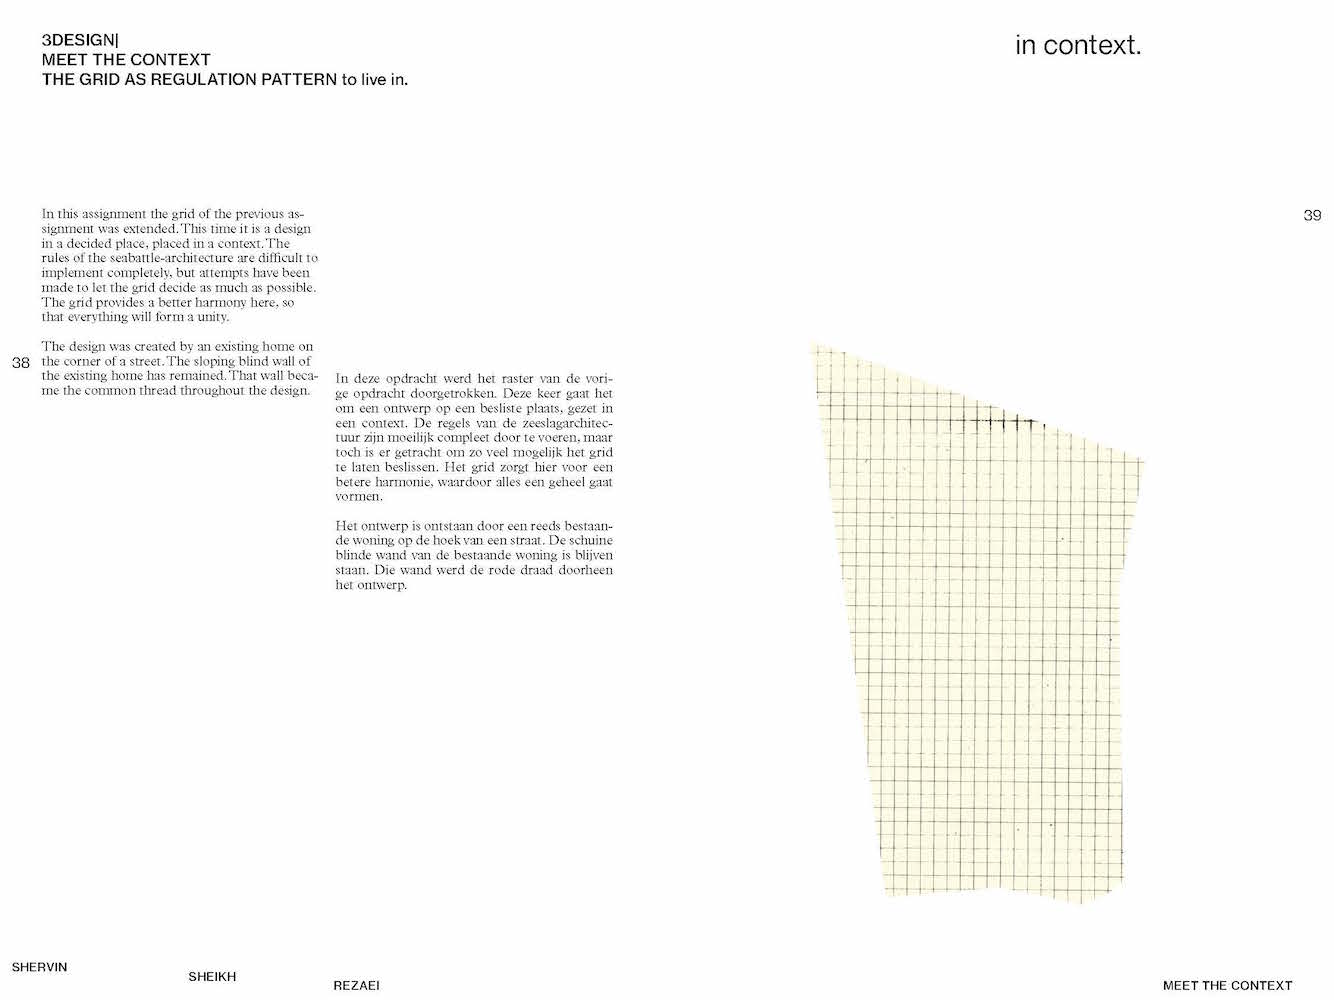 3DESIGN|
MEET THE CONTEXT
THE GRID AS REGULATION PATTERN to live in.
in context.
In this assignment the grid of the previous as-
signment was extended. This time it is a design
in a decided place, placed in a context. The
rules of the seabattle-architecture are difficult to
implement completely, but attempts have been
made to let the grid decide as much as possible.
The grid provides a better harmony here, so
that everything will form a unity.
The design was created by an existing home on
the corner of a street. The sloping blind wall of
the existing home has remained. That wall beca-
me the common thread throughout the design.
38
In deze opdracht werd het raster van de vori-
ge opdracht doorgetrokken. Deze keer gaat het
om een ontwerp op een besliste plaats, gezet in
een context. De regels van de zeeslagarchitec-
tuur zijn moeilijk compleet door te voeren, maar
toch is er getracht om zo veel mogelijk het grid
te laten beslissen. Het grid zorgt hier voor een
betere harmonie, waardoor alles een geheel gaat
vormen.
Het ontwerp is ontstaan door een reeds bestaan-
de woning op de hoek van een straat. De schuine
blinde wand van de bestaande woning is blijven
staan. Die wand werd de rode draad doorheen
het ontwerp.
39
SHERVIN
SHEIKH
REZAEI
MEET THE CONTEXT